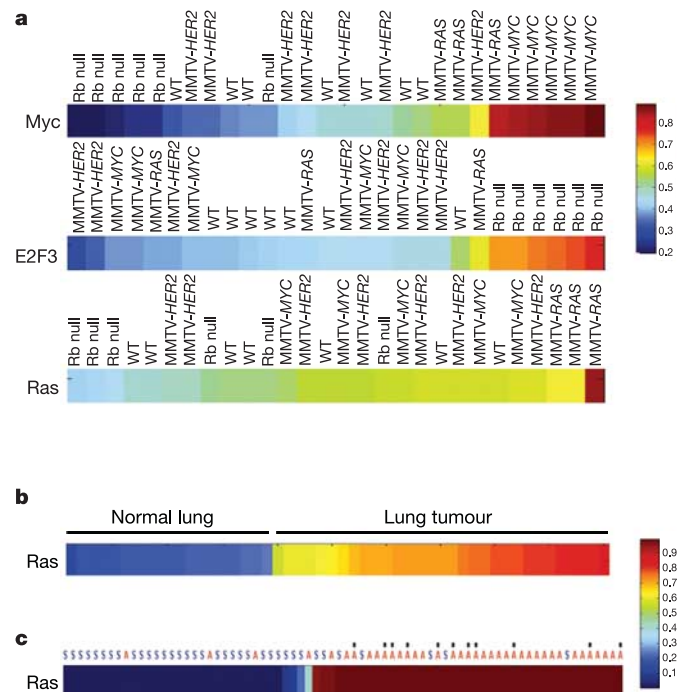 a
Rb null
Rb null
Rb null
Rb null
Rb null
WT
MMTV-HER2
MMTV-HER2
WT
WT
Rb null
MMTV-HER2
MMTV-HER2
WT
MMTV-HER2
WT
MMTV-HER2
WT
WT
MMTV-RAS
MMTV-RAS
MMTV-HER2
MMTV-RAS
MMTV-MYC
MMTV-MYC
MMTV-MYC
MMTV-MYC
MMTV-MYC
Myc
MMTV-HER2
MMTV-HER2
MMTV-MYC
MMTV-MYC
MMTV-RAS
MMTV-HER2
MMTV-MYC
WT
WT
WT
WT
WT
MMTV-RAS
WT
MMTV-HER2
MMTV-MYC
MMTV-MYC
MMTV-HER2
MMTV-HER2
MMTV-HER2
WT
MMTV-RAS
Rb null
Rb null
Rb null
Rb null
Rb null
Rb null
E2F3
Rb null
Rb null
Rb null
WT
WT
MMTV-HER2
MMTV-HER2
Rb null
WT
WT
Rb null
MMTV-MYC
MMTV-HER2
WT
MMTV-MYC
MMTV-HER2
Rb null
MMTV-MYC
MMTV-HER2
WT
MMTV-HER2
MMTV-MYC
WT
MMTV-MYC
MMTV-HER2
MMTV-RAS
MMTV-RAS
MMTV-RAS
Ras
0.8
0.7
0.6
0.5
0.4
0.3
0.2
b
Normal lung
Lung tumour
Ras
0.9
0.8
0.7
0.6
0.5
0.4
0.3
0.2
0.1
c
SSSSSSSSASSSSSSSSSSASSSSSASSSSSSASSASAASAAAAAAAASASAAAAAAAAAAAAAAASAAAAAAA
Ras